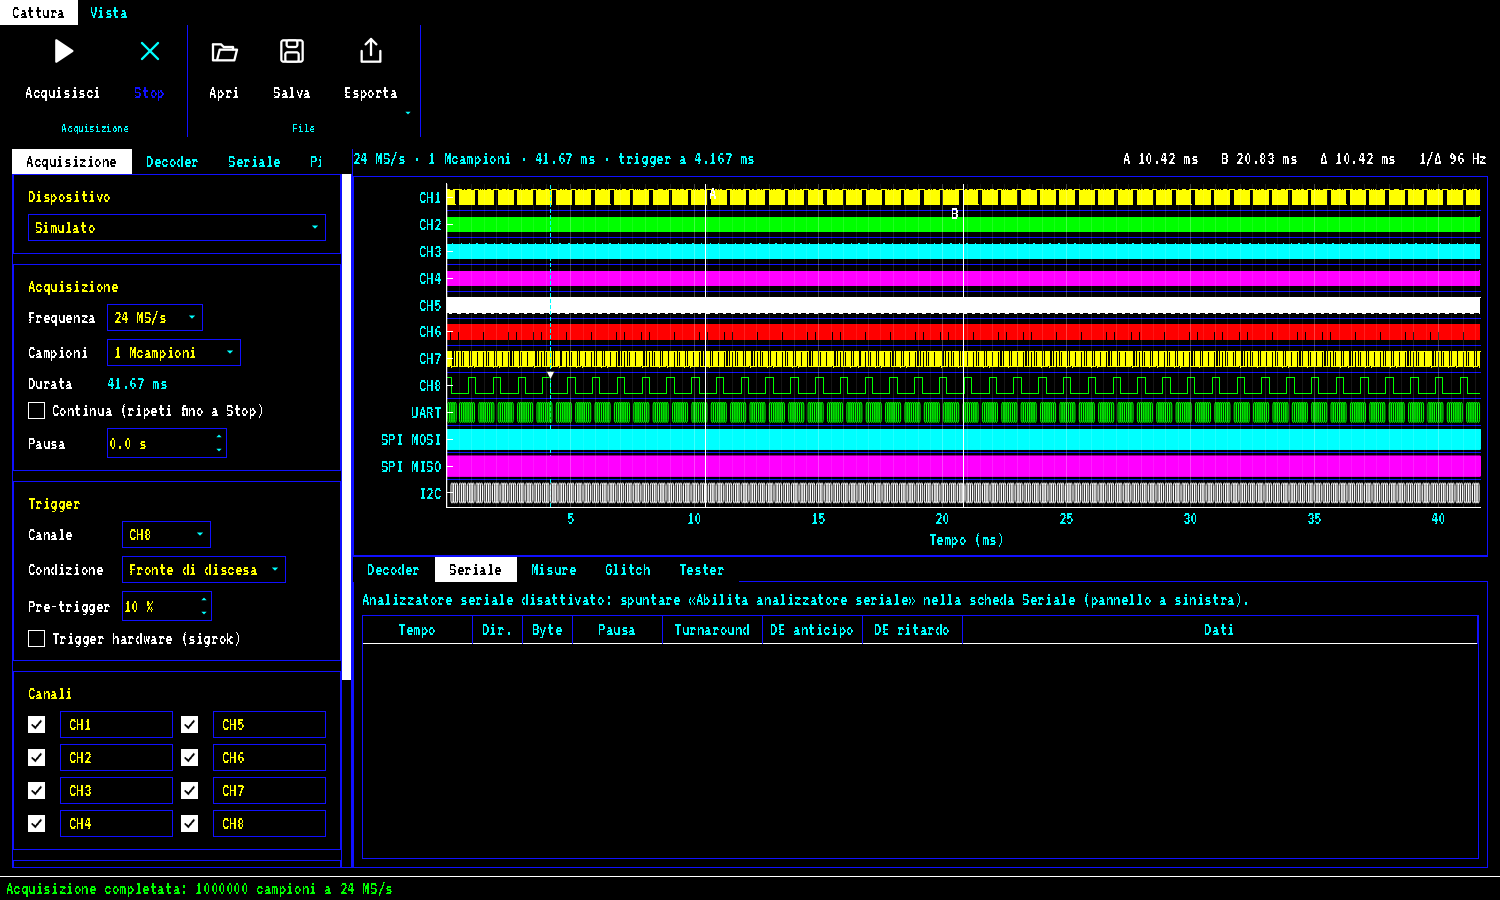 Cattura Vista
Acquisisci Stop Apri Salva Esporta
Acquisizione File
Acquisizione Decoder Seriale Pi
24 MS/s · 1 Mcampioni · 41.67 ms · trigger a 4.167 ms
A 10.42 ms B 20.83 ms Δ 10.42 ms 1/Δ 96 Hz
Dispositivo
Simulato
Acquisizione
Frequenza 24 MS/s
Campioni 1 Mcampioni
Durata 41.67 ms
Continua (ripeti fino a Stop)
Pausa 0.0 s
Trigger
Canale CH8
Condizione Fronte di discesa
Pre-trigger 10 %
Trigger hardware (sigrok)
Canali
CH1 CH5
CH2 CH6
CH3 CH7
CH4 CH8
A
B
CH1
CH2
CH3
CH4
CH5
CH6
CH7
CH8
UART
SPI MOSI
SPI MISO
I2C
5 10 15 20 25 30 35 40
Tempo (ms)
Decoder Seriale Misure Glitch Tester
Analizzatore seriale disattivato: spuntare «Abilita analizzatore seriale» nella scheda Seriale (pannello a sinistra).
Tempo Dir. Byte Pausa Turnaround DE anticipo DE ritardo Dati
Acquisizione completata: 1000000 campioni a 24 MS/s